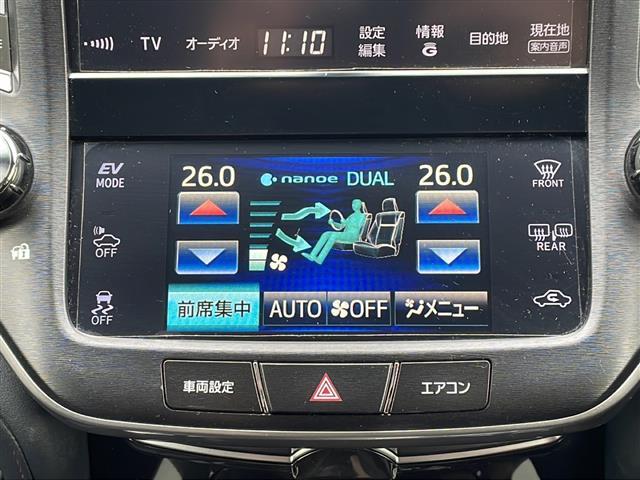 TV オーディオ 11:10 設定 編集 情報 G 目的地 現在地 案内音声
EV MODE
26.0 nanoe DUAL 26.0
FRONT
OFF
REAR
OFF
前席集中 AUTO OFF メニュー
車両設定 エアコン